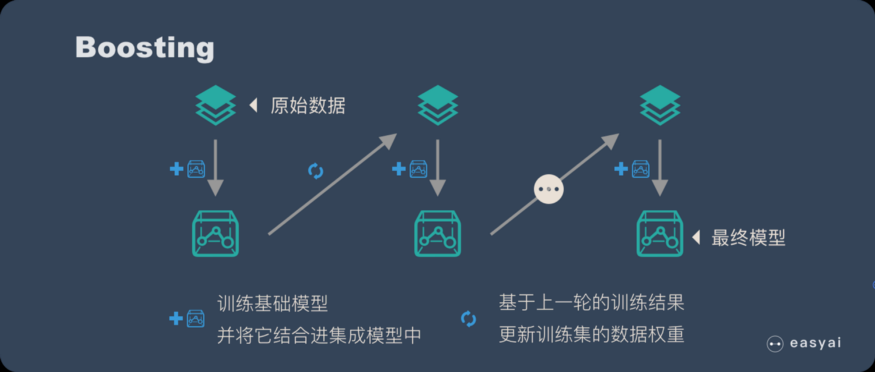 Boosting
原始数据
最终模型
训练基础模型
并将它结合进集成模型中
基于上一轮的训练结果
更新训练集的数据权重
easyai